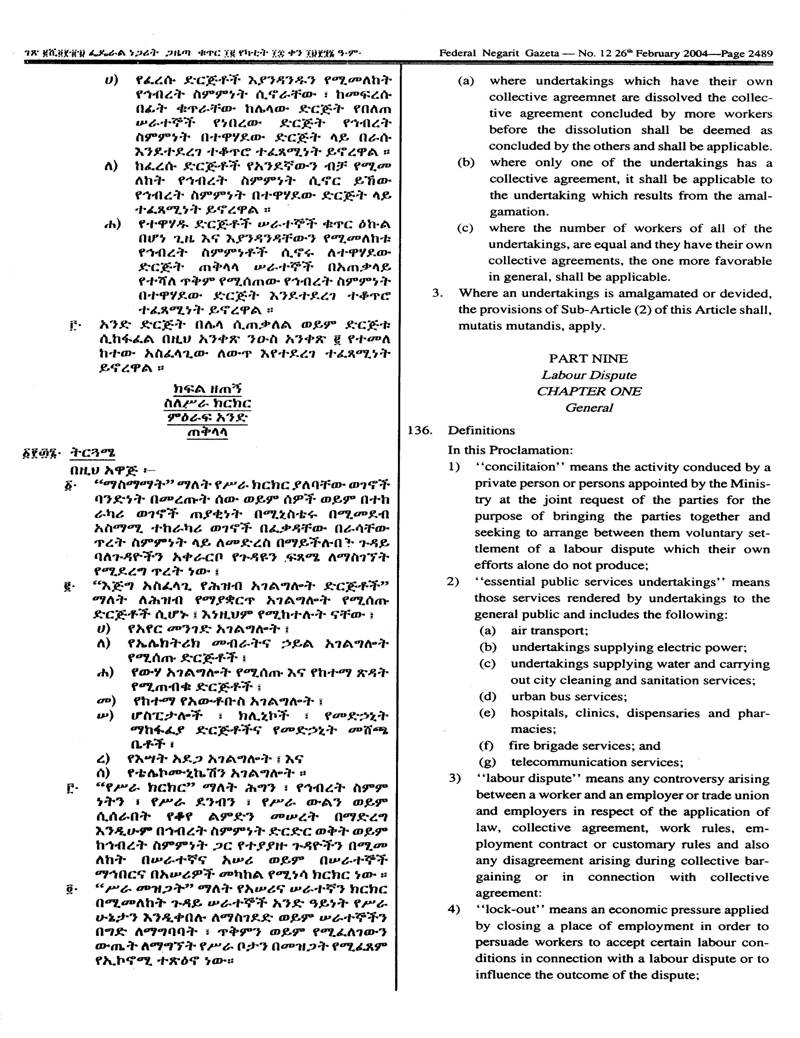 ገጽ ፪ሺ፬፻፹፱ ፌዴራል ነጋሪት ጋዜጣ ቁጥር ፲፪ የካቲት ፲፰ ቀን ፲፱፻፺፮ ዓ.ም.
Federal Negarit Gazeta — No. 12 26th February 2004—Page 2489
ሀ) የፈረሱ ድርጅቶች እያንዳንዱን የሚመለከት
የኅብረት ስምምነት ሲኖራቸው ፣ ከመፍረሱ
በፊት ቁጥራቸው ከሌላው ድርጅት የበለጠ
ሠራተኞች የነበረው ድርጅት የኅብረት
ስምምነት በተዋሃደው ድርጅት ላይ በራሱ
እንደተደረገ ተቆጥሮ ተፈጻሚነት ይኖረዋል ።
ለ) ከፈረሱ ድርጅቶች የአንደኛውን ብቻ የሚመ
ለከት የኅብረት ስምምነት ሲኖር ይኸው
የኅብረት ስምምነት በተዋሃደው ድርጅት ላይ
ተፈጻሚነት ይኖረዋል ።
ሐ) የተዋሃዱ ድርጅቶች ሠራተኞች ቁጥር ዕኩል
በሆነ ጊዜ እና እያንዳንዳቸውን የሚመለከቱ
የኅብረት ስምምነቶች ሲኖሩ ለተዋሃደው
ድርጅት ጠቅላላ ሠራተኞች በአጠቃላይ
የተሻለ ጥቅም የሚሰጠው የኅብረት ስምምነት
በተዋሃደው ድርጅት እንደተደረገ ተቆጥሮ
ተፈጻሚነት ይኖረዋል ።
፫. አንድ ድርጅት በሌላ ሲጠቃለል ወይም ድርጅቱ
ሲከፋፈል በዚህ አንቀጽ ንዑስ አንቀጽ ፪ የተመለ
ከተው አስፈላጊው ለውጥ እየተደረገ ተፈጻሚነት
ይኖረዋል ።
ክፍል ዘጠኝ
ስለሥራ ክርክር
ምዕራፍ አንድ
ጠቅላላ
፩፻፴፮. ትርጓሜ
በዚህ አዋጅ ፦
፩. “ማስማማት” ማለት የሥራ ክርክር ያለባቸው ወገኖች
ባንድነት በመረጡት ሰው ወይም ሰዎች ወይም በተከ
ራካሪ ወገኖች ጠያቂነት በሚኒስቴሩ በሚመደብ
አስማሚ ተከራካሪ ወገኖች በፈቃዳቸው በራሳቸው
ጥረት ስምምነት ላይ ለመድረስ በማይችሉበት ጉዳይ
ባለጉዳዮችን አቀራርቦ የጉዳዩን ፍጻሜ ለማስገኘት
የሚደረግ ጥረት ነው ፤
፪. “እጅግ አስፈላጊ የሕዝብ አገልግሎት ድርጅቶች”
ማለት ለሕዝብ የማያቋርጥ አገልግሎት የሚሰጡ
ድርጅቶች ሲሆኑ ፤ እነዚህም የሚከተሉት ናቸው ፤
ሀ) የአየር መንገድ አገልግሎት ፤
ለ) የኤሌክትሪክ መብራትና ኃይል አገልግሎት
የሚሰጡ ድርጅቶች ፤
ሐ) የውሃ አገልግሎት የሚሰጡ እና የከተማ ጽዳት
የሚጠብቁ ድርጅቶች ፤
መ) የከተማ የአውቶቡስ አገልግሎት ፤
ሠ) ሆስፒታሎች ፣ ክሊኒኮች ፣ የመድኃኒት
ማከፋፈያ ድርጅቶችና የመድኃኒት መሸጫ
ቤቶች ፤
ረ) የእሣት አደጋ አገልግሎት ፤ እና
ሰ) የቴሌኮሙኒኬሽን አገልግሎት ።
፫. “የሥራ ክርክር” ማለት ሕግን ፣ የኅብረት ስምም
ነትን ፣ የሥራ ደንብን ፣ የሥራ ውልን ወይም
ሲሰራበት የቆየ ልምድን መሠረት በማድረግ
እንዲሁም በኅብረት ስምምነት ድርድር ወቅት ወይም
ከኅብረት ስምምነት ጋር የተያያዙ ጉዳዮችን በሚመ
ለከት በሠራተኛና አሠሪ ወይም በሠራተኞች
ማኅበርና በአሠሪዎች መካከል የሚነሳ ክርክር ነው ።
፬. “ሥራ መዝጋት” ማለት የአሠሪና ሠራተኛን ክርክር
በሚመለከት ጉዳይ ሠራተኞች አንድ ዓይነት የሥራ
ሁኔታን እንዲቀበሉ ለማስገደድ ወይም ሠራተኞችን
በግድ ለማግባባት ፣ ጥቅምን ወይም የሚፈለገውን
ውጤት ለማግኘት የሥራ ቦታን በመዝጋት የሚፈጸም
የኢኮኖሚ ተጽዕኖ ነው።
(a) where undertakings which have their own
collective agreemnet are dissolved the collec-
tive agreement concluded by more workers
before the dissolution shall be deemed as
concluded by the others and shall be applicable.
(b) where only one of the undertakings has a
collective agreement, it shall be applicable to
the undertaking which results from the amal-
gamation.
(c) where the number of workers of all of the
undertakings, are equal and they have their own
collective agreements, the one more favorable
in general, shall be applicable.
3. Where an undertakings is amalgamated or devided,
the provisions of Sub-Article (2) of this Article shall,
mutatis mutandis, apply.
PART NINE
Labour Dispute
CHAPTER ONE
General
136. Definitions
In this Proclamation:
1) “concilitaion” means the activity conducted by a
private person or persons appointed by the Minis-
try at the joint request of the parties for the
purpose of bringing the parties together and
seeking to arrange between them voluntary set-
tlement of a labour dispute which their own
efforts alone do not produce;
2) “essential public services undertakings” means
those services rendered by undertakings to the
general public and includes the following:
(a) air transport;
(b) undertakings supplying electric power;
(c) undertakings supplying water and carrying
out city cleaning and sanitation services;
(d) urban bus services;
(e) hospitals, clinics, dispensaries and phar-
macies;
(f) fire brigade services; and
(g) telecommunication services;
3) “labour dispute” means any controversy arising
between a worker and an employer or trade union
and employers in respect of the application of
law, collective agreement, work rules, em-
ployment contract or customary rules and also
any disagreement arising during collective bar-
gaining or in connection with collective
agreement:
4) “lock-out” means an economic pressure applied
by closing a place of employment in order to
persuade workers to accept certain labour con-
ditions in connection with a labour dispute or to
influence the outcome of the dispute;